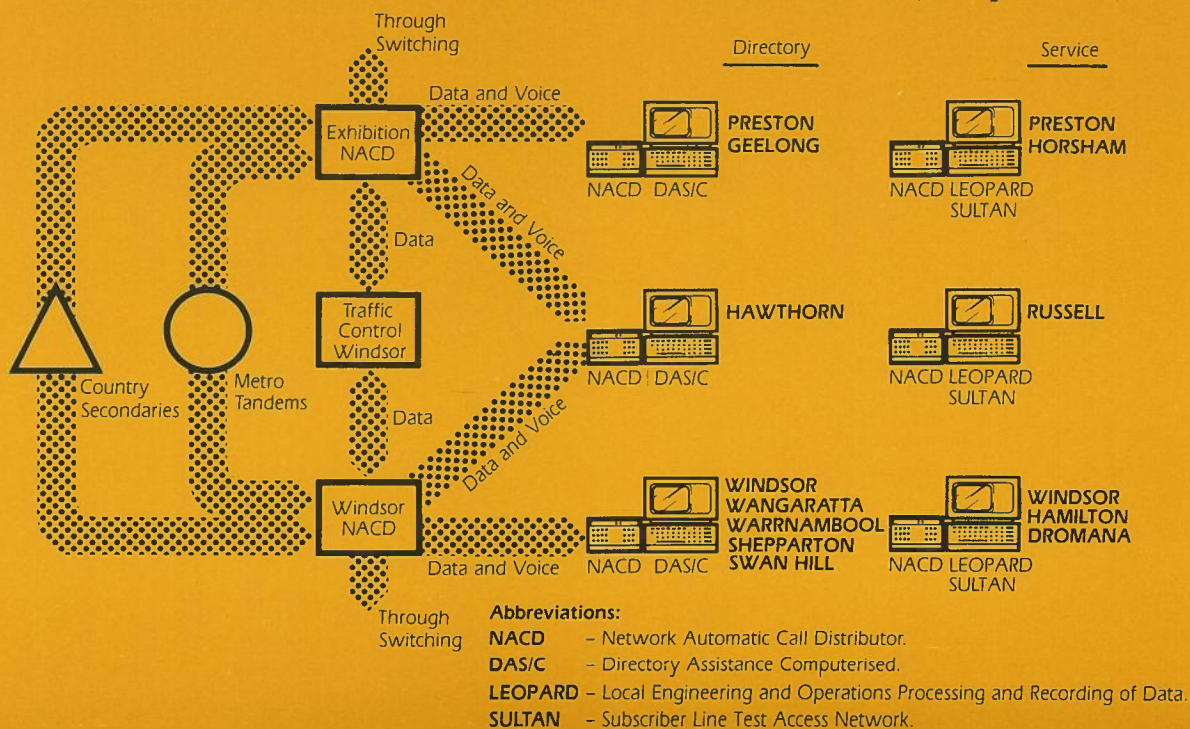 Through
Switching
Directory
Service
Data and Voice
Exhibition
NACD
PRESTON
GEELONG
NACD DAS/C
PRESTON
HORSHAM
NACD LEOPARD
SULTAN
Data and Voice
Data
Traffic
Control
Windsor
HAWTHORN
NACD DAS/C
RUSSELL
NACD LEOPARD
SULTAN
Country
Secondaries
Metro
Tandems
Data
Data and Voice
Windsor
NACD
Data and Voice
WINDSOR
WANGARATTA
WARRNAMBOOL
SHEPPARTON
SWAN HILL
NACD DAS/C
WINDSOR
HAMILTON
DROMANA
NACD LEOPARD
SULTAN
Through
Switching
Abbreviations:
NACD – Network Automatic Call Distributor.
DAS/C – Directory Assistance Computerised.
LEOPARD – Local Engineering and Operations Processing and Recording of Data.
SULTAN – Subscriber Line Test Access Network.